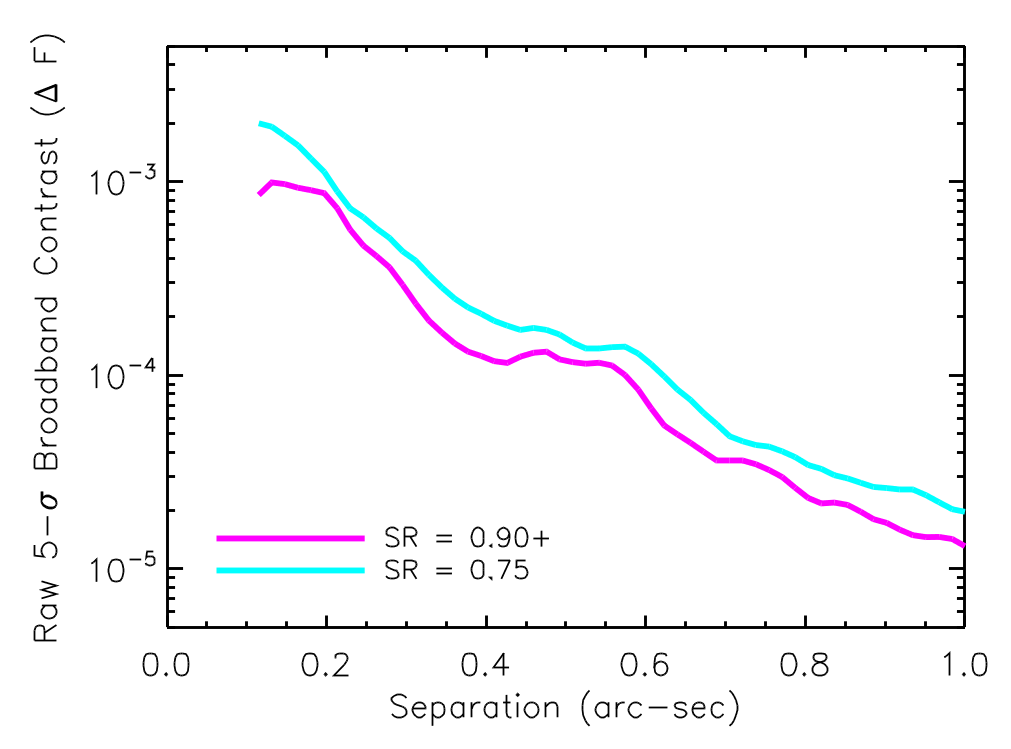 Raw 5−σ Broadband Contrast (Δ F)
10−3
10−4
10−5
SR = 0.90+
SR = 0.75
0.0 0.2 0.4 0.6 0.8 1.0
Separation (arc−sec)